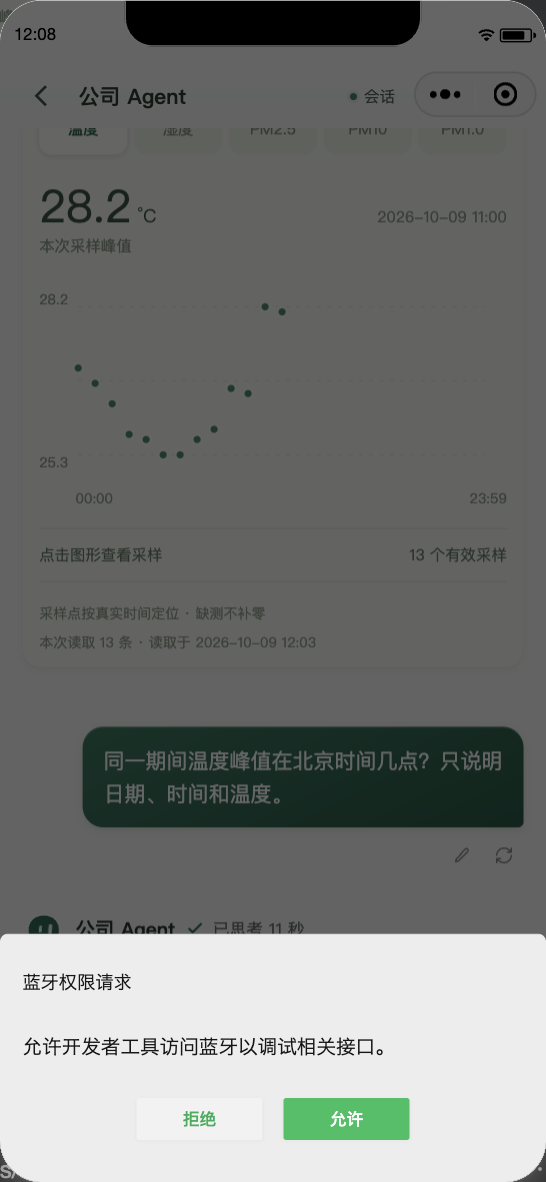 12:08
公司 Agent
会话
温度 湿度 PM2.5 PM10 PM1.0
28.2 °C
2026-10-09 11:00
本次采样峰值
28.2
25.3
00:00 23:59
点击图形查看采样 13 个有效采样
采样点按真实时间定位 · 缺测不补零
本次读取 13 条 · 读取于 2026-10-09 12:03
同一期间温度峰值在北京时间几点？只说明
日期、时间和温度。
公司 Agent 已思考 11 秒
蓝牙权限请求
允许开发者工具访问蓝牙以调试相关接口。
拒绝 允许